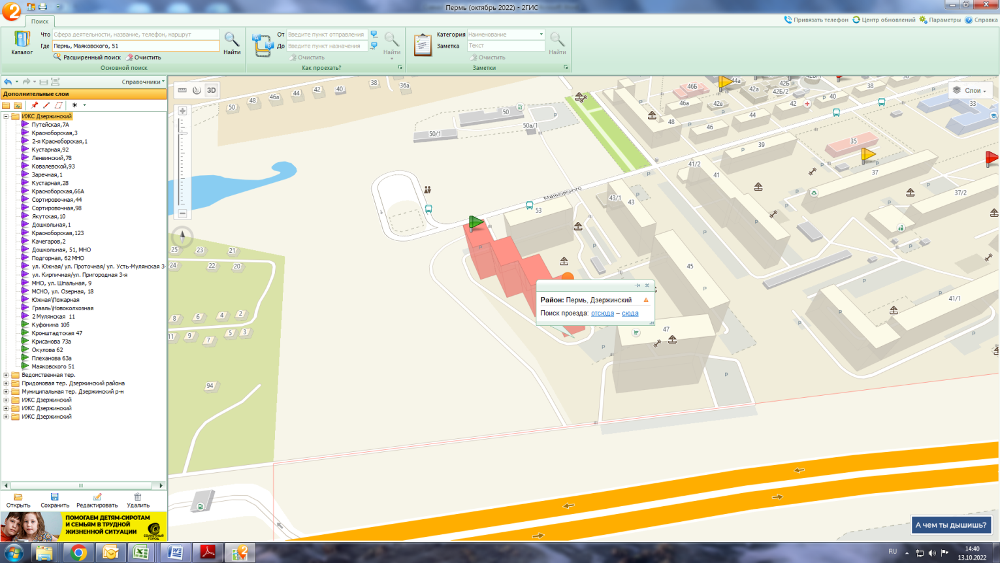 Пермь (октябрь 2022) - 2ГИС
Поиск
Привязать телефон
Центр обновлений
Параметры
Справка
Каталог
Что
Сфера деятельности, название, телефон, маршрут
Где
Пермь, Маяковского, 51
Найти
Расширенный поиск
Очистить
Основной поиск
От
Введите пункт отправления
До
Введите пункт назначения
Найти
Очистить
Как проехать?
Категория
Наименование
Заметка
Текст
Найти
Очистить
Заметки
Справочники
Дополнительные слои
ИЖС Дзержинский
Путейская,7А
Красноборская,3
2-я Красноборская,1
Кустарная,92
Ленвинский,78
Ковалевской,93
Заречная,1
Кустарная,28
Красноборская,66А
Сортировочная,44
Сортировочная,98
Якутская,10
Дошкольная,1
Красноборская,123
Качегаров,2
Дошкольная, 51, МНО
Подгорная, 62 МНО
ул. Южная/ ул. Проточная/ ул. Усть-Мулянская 3-
ул. Кирпичная/ул. Пригородная 3-я
МНО, ул. Шпальная, 9
МСНО, ул. Озерная, 18
Южная\Пожарная
Грааль\Новоколхозная
2 Мулянская 11
Куфонина 10б
Кронштадтская 47
Крисанова 73а
Окулова 62
Плеханова 63а
Маяковского 51
Ведонственная тер.
Придомовая тер. Дзержинский района
Муниципальная тер. Дзержинский р-н
ИЖС Дзержинский
ИЖС Дзержинский
ИЖС Дзержинский
Открыть
Сохранить
Редактировать
Удалить
ПОМОГАЕМ ДЕТЯМ-СИРОТАМ
И СЕМЬЯМ В ТРУДНОЙ
ЖИЗНЕННОЙ СИТУАЦИИ
СОЛНЕЧНЫЙ
ГОРОД
3D
Слои
50
48
46а
44
42
40
38
36а
50
50/1
50а/1
P
46Б
44а
42Б
42а
42Б/2
38
46а
42в
42
40
33
48
46
44
39
35
41/2
41
37
37/2
Маяковского
43/1
43
53
45
47
41/1
25
23
21
24
22
20
8
6
4
2
11
9
7
5
3
94
Район: Пермь, Дзержинский
Поиск проезда: отсюда – сюда
А чем ты дышишь?
RU
14:40
13.10.2022